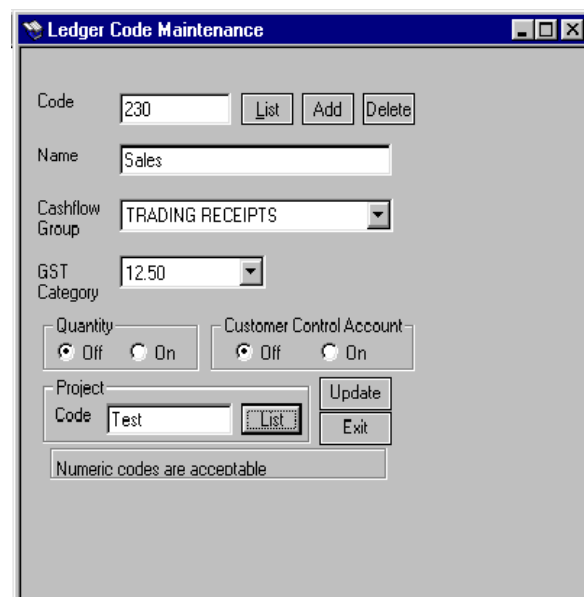 Ledger Code Maintenance
Code 230 List Add Delete
Name Sales
Cashflow Group TRADING RECEIPTS
GST Category 12.50
Quantity Customer Control Account
Off On Off On
Project Update
Code Test List
Exit
Numeric codes are acceptable